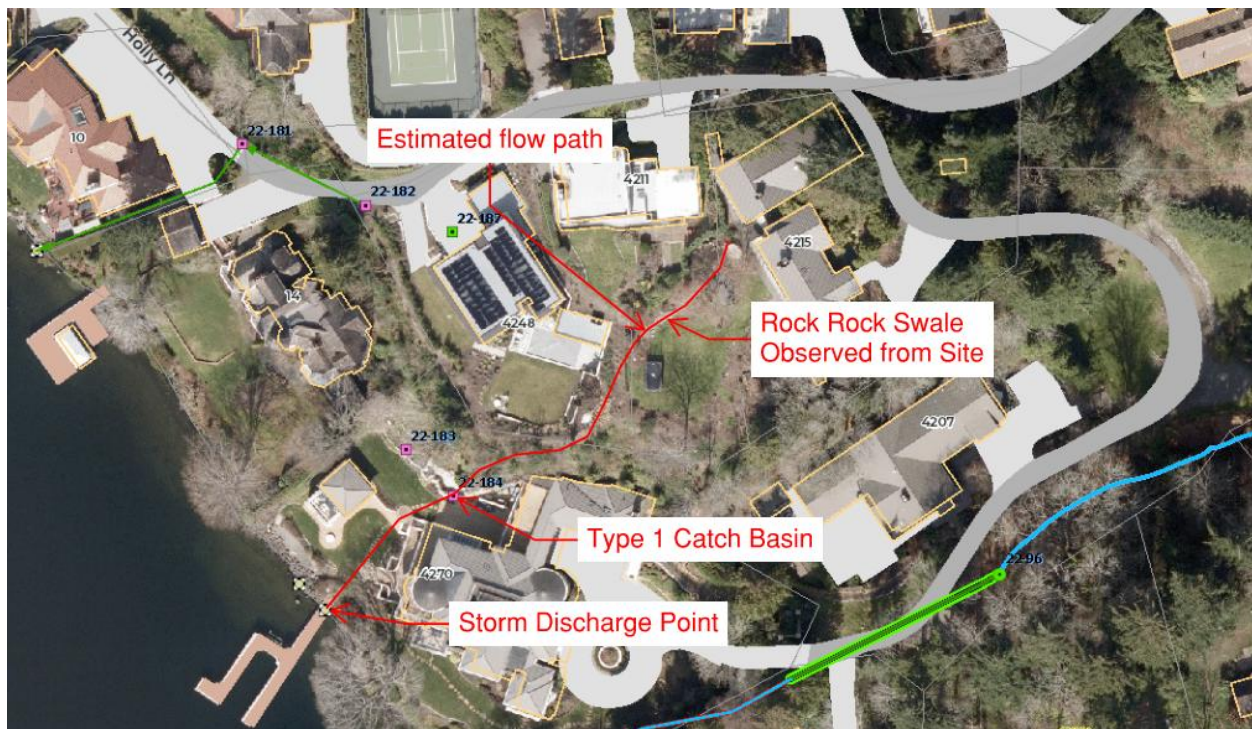 Holly Ln
10
22-181
Estimated flow path
22-182
4211
22-187
4215
14
4248
Rock Rock Swale
Observed from Site
4207
22-183
22-184
Type 1 Catch Basin
22-96
4270
Storm Discharge Point